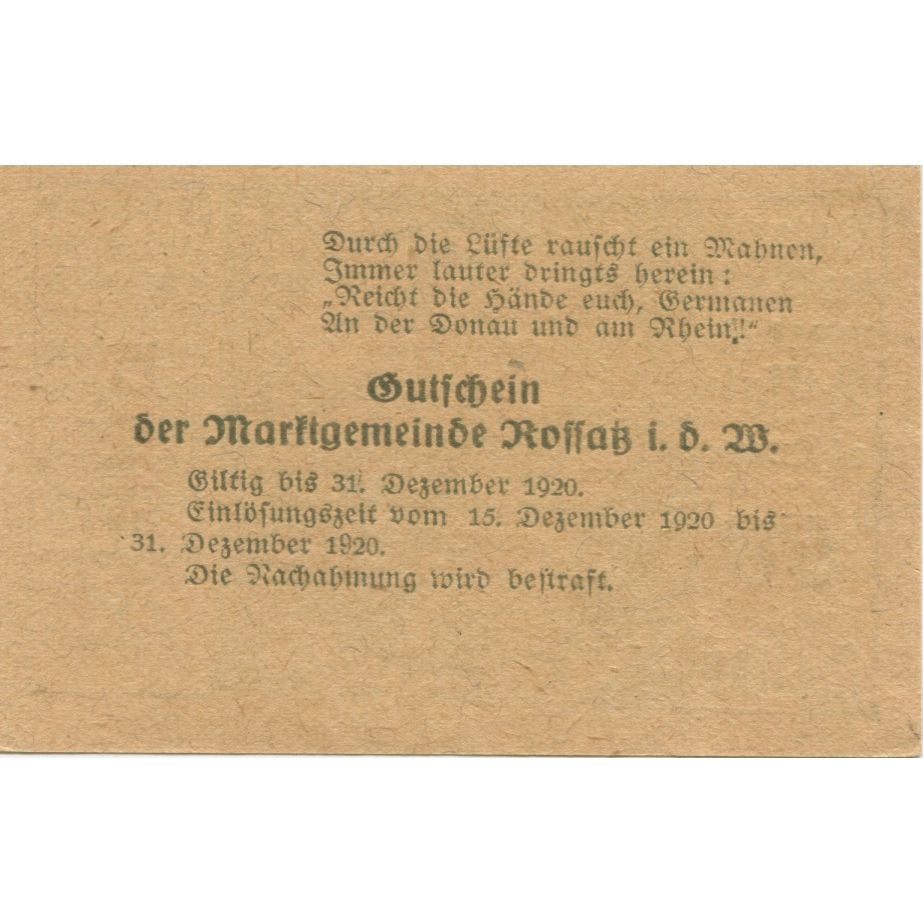 Durch die Lüfte rauscht ein Mahnen,
Immer lauter dringts herein:
„Reicht die Hände euch, Germanen
An der Donau und am Rhein!“
Gutschein
der Marktgemeinde Rossatz i. d. W.
Giltig bis 31. Dezember 1920.
Einlösungszeit vom 15. Dezember 1920 bis
31. Dezember 1920.
Die Nachahmung wird bestraft.